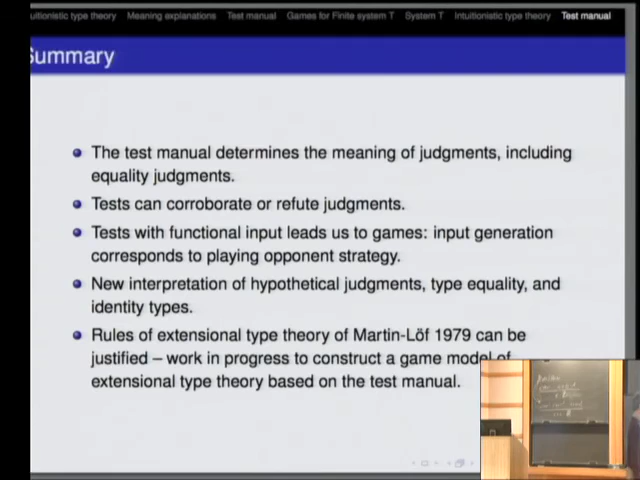 uitionistic type theory Meaning explanations Test manual Games for Finite system T System T Intuitionistic type theory Test manual
Summary
The test manual determines the meaning of judgments, including
equality judgments.
Tests can corroborate or refute judgments.
Tests with functional input leads us to games: input generation
corresponds to playing opponent strategy.
New interpretation of hypothetical judgments, type equality, and
identity types.
Rules of extensional type theory of Martin-Löf 1979 can be
justified – work in progress to construct a game model of
extensional type theory based on the test manual.